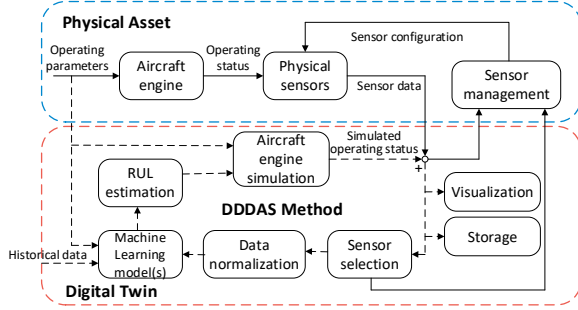 Physical Asset
Operating
parameters
Aircraft
engine
Operating
status
Physical
sensors
Sensor configuration
Sensor data
Sensor
management
Simulated
operating status
Aircraft
engine
simulation
+
RUL
estimation
Visualization
DDDAS Method
Storage
Historical data
Machine
Learning
model(s)
Data
normalization
Sensor
selection
Digital Twin